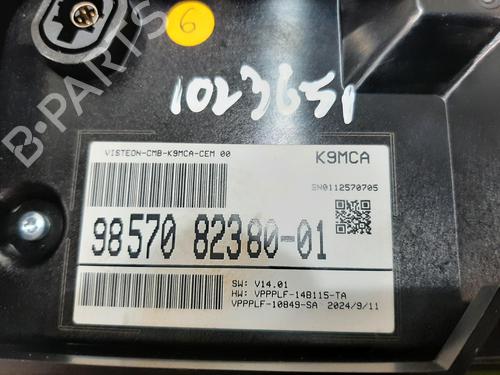 6
1023651
VISTEON-CMB-K9MCA-CEM 00
K9MCA
SN0112570705
98570 82380-01
SW: V14.01
HW: VPPPLF-14B115-TA
VPPPLF-10849-SA 2024/9/11
B-PARTS